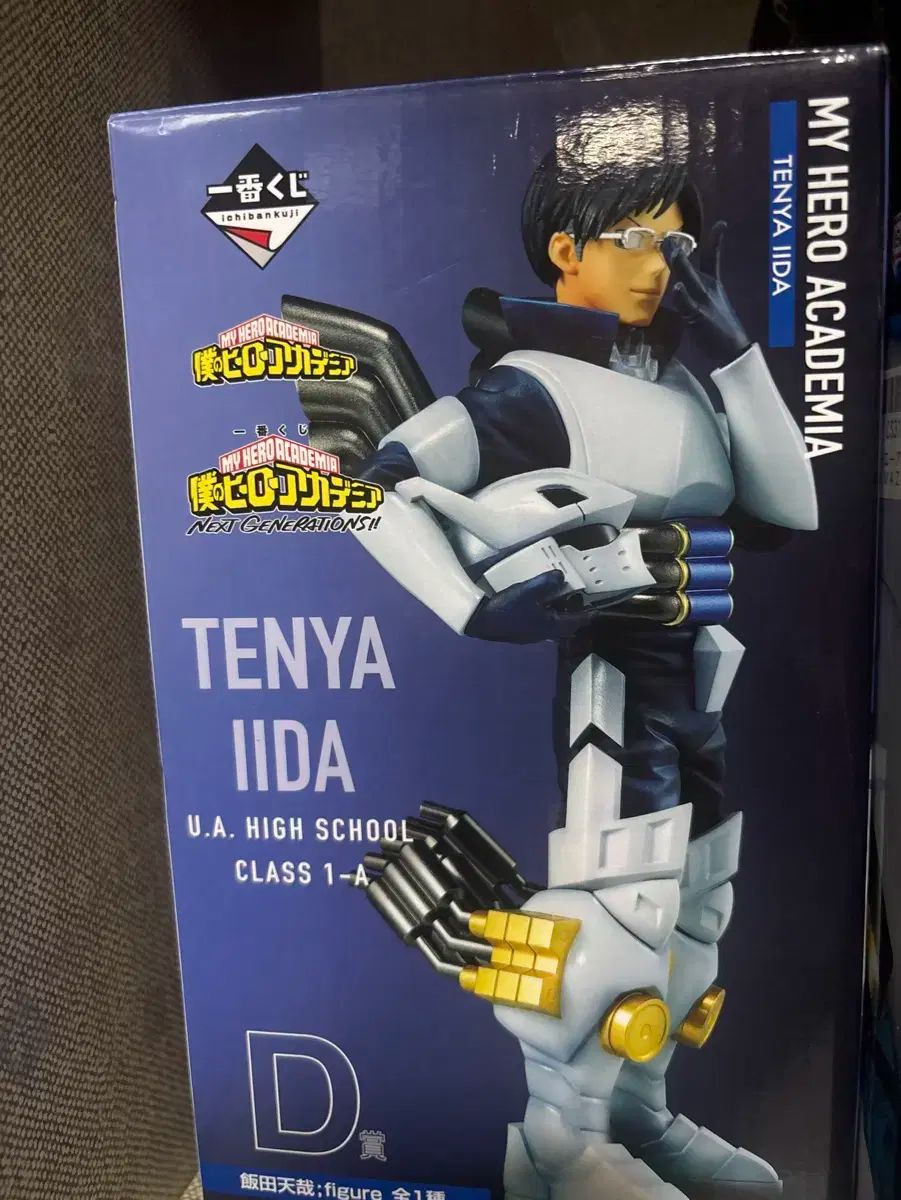 一番くじ
ichibankuji
MY HERO ACADEMIA
僕のヒーローアカデミア
一番くじ
MY HERO ACADEMIA
僕のヒーローアカデミア
NEXT GENERATIONS!!
TENYA
IIDA
U.A. HIGH SCHOOL
CLASS 1-A
D賞
飯田天哉;figure 全1種
MY HERO ACADEMIA
TENYA IIDA